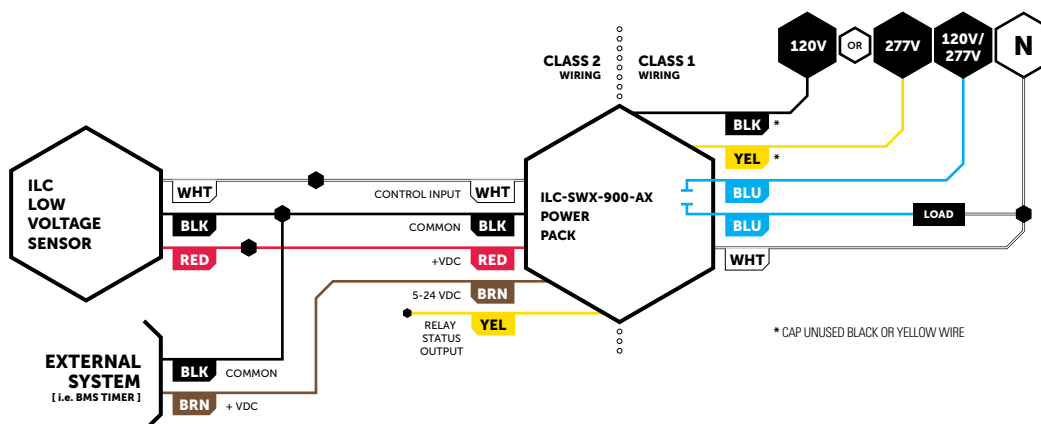 120V
OR
277V
120V/
277V
N
CLASS 2
WIRING
CLASS 1
WIRING
BLK *
YEL *
BLU
BLU
LOAD
WHT
ILC
LOW
VOLTAGE
SENSOR
WHT
BLK
RED
CONTROL INPUT
WHT
COMMON
BLK
+VDC
RED
5-24 VDC
BRN
RELAY
STATUS
OUTPUT
YEL
ILC-SWX-900-AX
POWER
PACK
* CAP UNUSED BLACK OR YELLOW WIRE
EXTERNAL
SYSTEM
[ i.e. BMS TIMER ]
BLK
COMMON
BRN
+ VDC